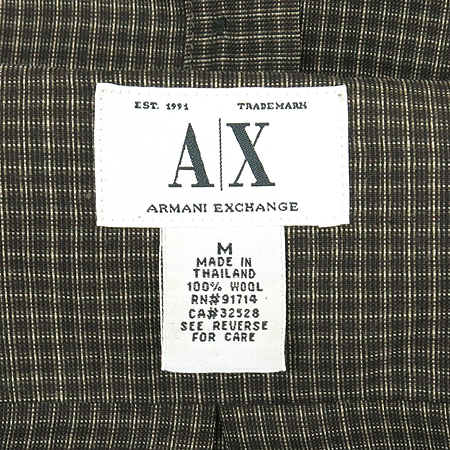 EST. 1991 TRADEMARK
A|X
ARMANI EXCHANGE
M
MADE IN
THAILAND
100% WOOL
RN#91714
CA#32528
SEE REVERSE
FOR CARE